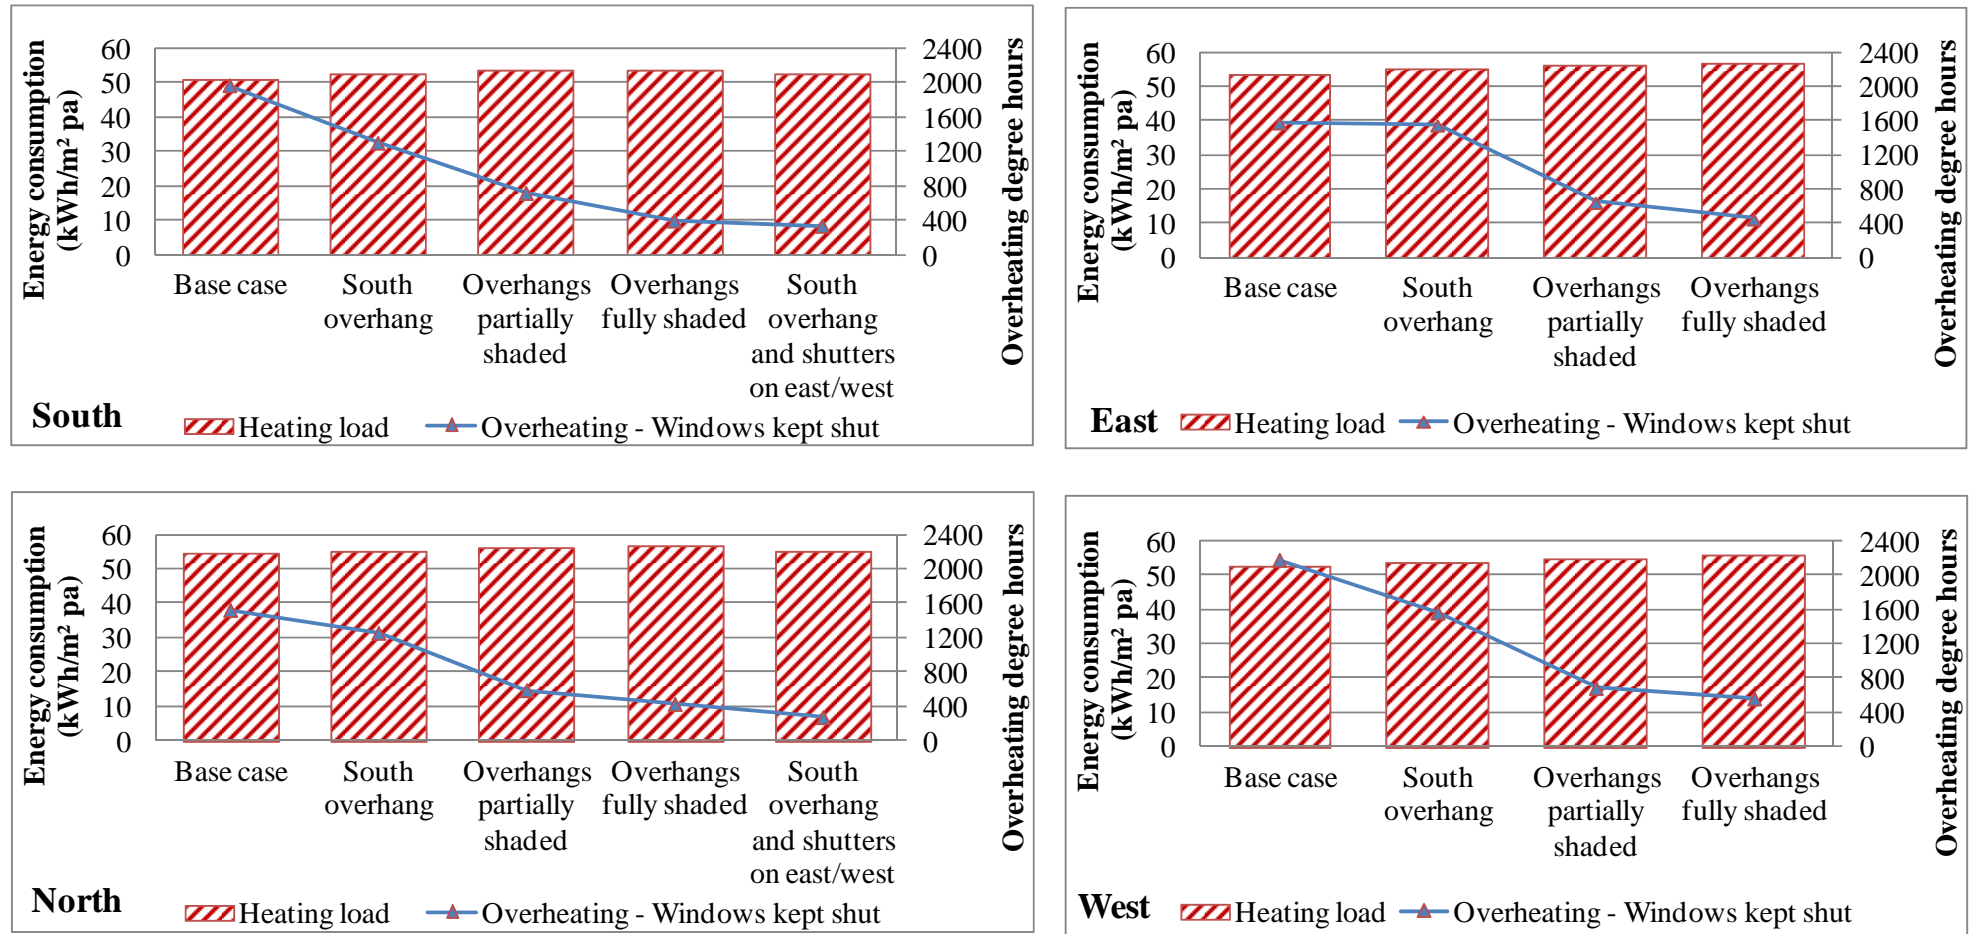 Energy consumption
(kWh/m² pa)
60
50
40
30
20
10
0
2400
2000
1600
1200
800
400
0
Overheating degree hours
Base case
South
overhang
Overhangs
partially
shaded
Overhangs
fully shaded
South
overhang
and shutters
on east/west
South
Heating load
Overheating - Windows kept shut
Energy consumption
(kWh/m² pa)
60
50
40
30
20
10
0
2400
2000
1600
1200
800
400
0
Overheating degree hours
Base case
South
overhang
Overhangs
partially
shaded
Overhangs
fully shaded
East
Heating load
Overheating - Windows kept shut
Energy consumption
(kWh/m² pa)
60
50
40
30
20
10
0
2400
2000
1600
1200
800
400
0
Overheating degree hours
Base case
South
overhang
Overhangs
partially
shaded
Overhangs
fully shaded
South
overhang
and shutters
on east/west
North
Heating load
Overheating - Windows kept shut
Energy consumption
(kWh/m² pa)
60
50
40
30
20
10
0
2400
2000
1600
1200
800
400
0
Overheating degree hours
Base case
South
overhang
Overhangs
partially
shaded
Overhangs
fully shaded
West
Heating load
Overheating - Windows kept shut